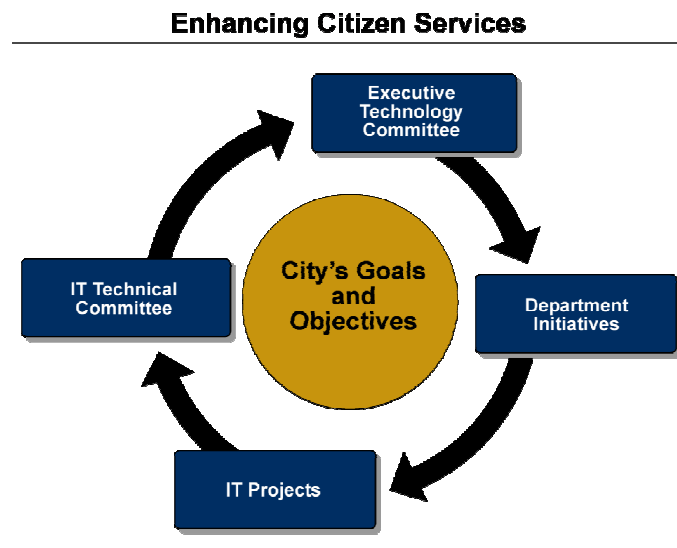 Enhancing Citizen Services
Executive
Technology
Committee
City’s Goals
and
Objectives
IT Technical
Committee
Department
Initiatives
IT Projects